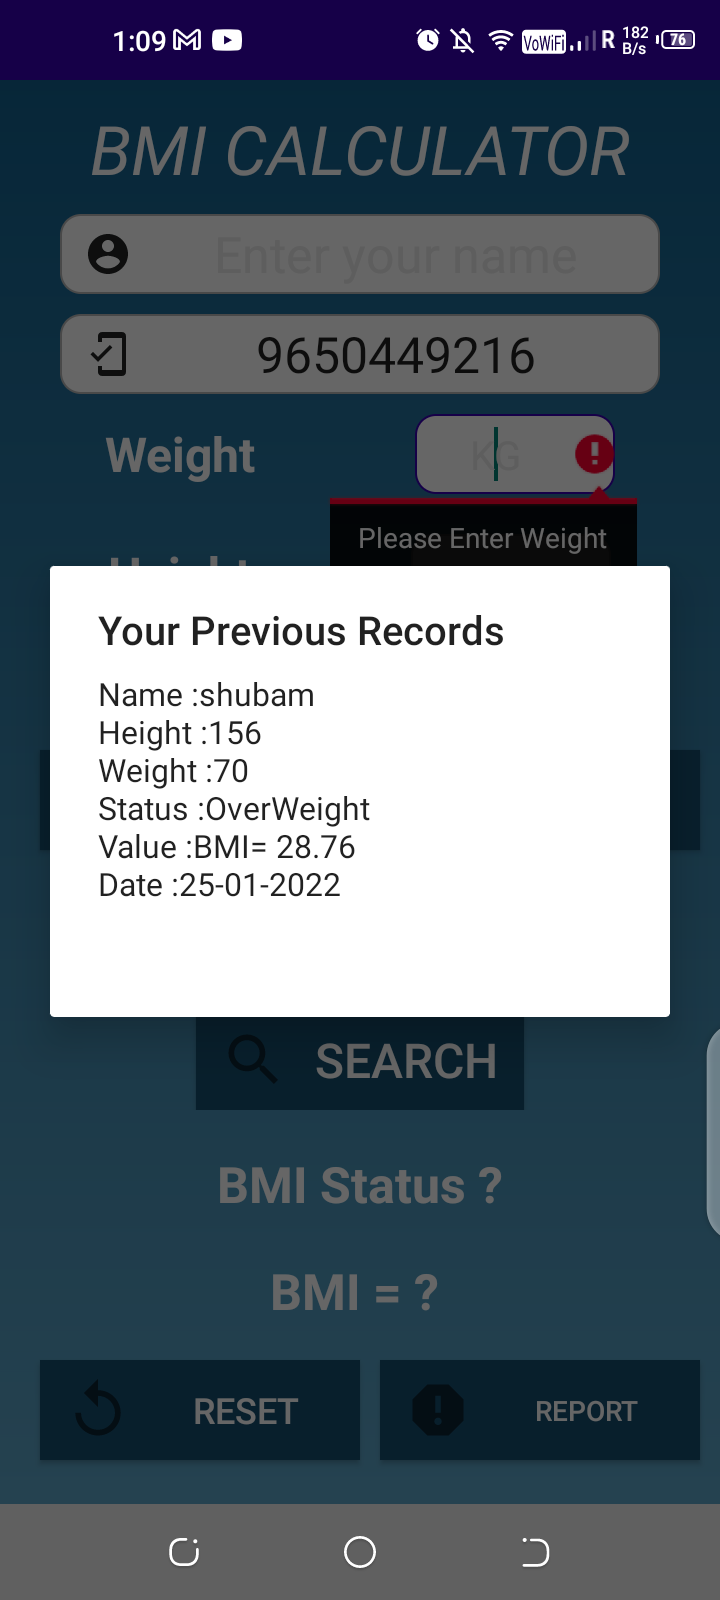 1:09 VoWiFi R 182 B/s 76
BMI CALCULATOR
Enter your name
9650449216
Weight KG
Please Enter Weight
Height
Your Previous Records
Name :shubam
Height :156
Weight :70
Status :OverWeight
Value :BMI= 28.76
Date :25-01-2022
SEARCH
BMI Status ?
BMI = ?
RESET REPORT